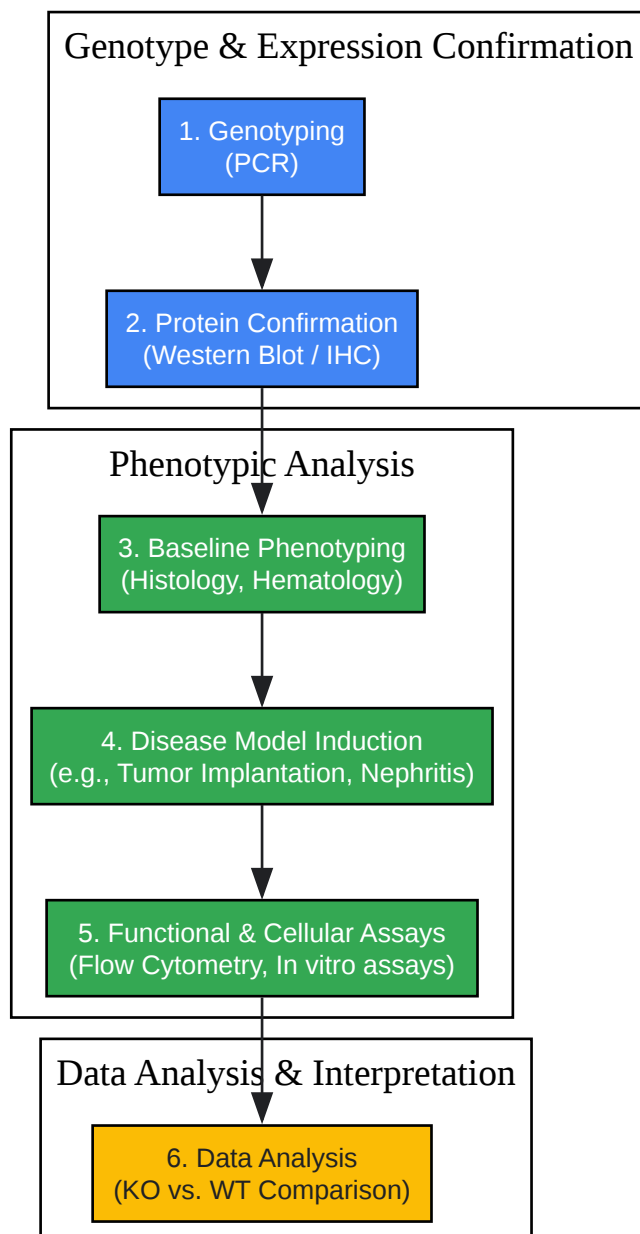 Genotype & Expression Confirmation
1. Genotyping
(PCR)
2. Protein Confirmation
(Western Blot / IHC)
Phenotypic Analysis
3. Baseline Phenotyping
(Histology, Hematology)
4. Disease Model Induction
(e.g., Tumor Implantation, Nephritis)
5. Functional & Cellular Assays
(Flow Cytometry, In vitro assays)
Data Analysis & Interpretation
6. Data Analysis
(KO vs. WT Comparison)